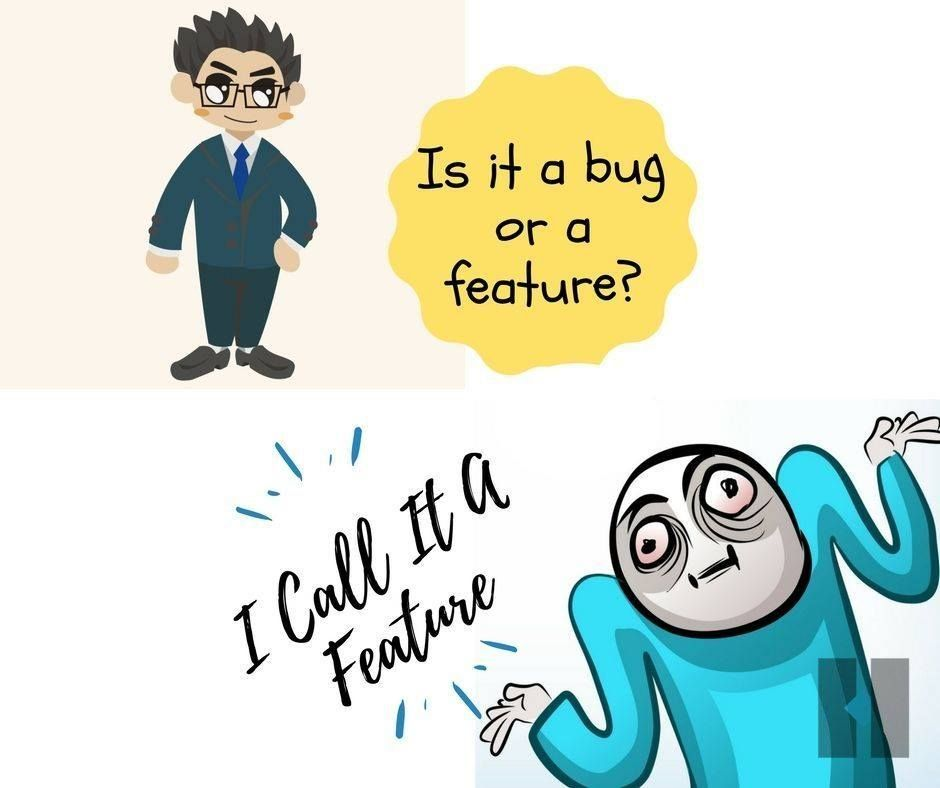 Is it a bug
or a
feature?
I Call It A
Feature